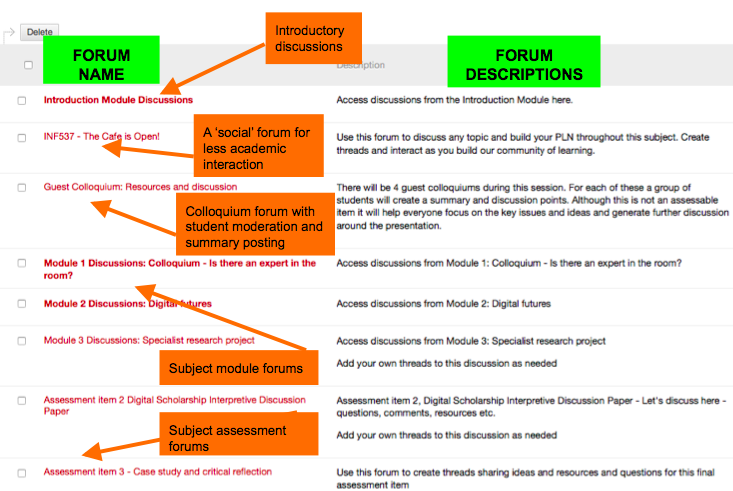 Delete
Introductory
discussions
FORUM
NAME
Description
FORUM
DESCRIPTIONS
Introduction Module Discussions
Access discussions from the Introduction Module here.
INF537 - The Cafe is Open!
A ‘social’ forum for
less academic
interaction
Use this forum to discuss any topic and build your PLN throughout this subject. Create
threads and interact as you build our community of learning.
Guest Colloquium: Resources and discussion
Colloquium forum with
student moderation and
summary posting
There will be 4 guest colloquiums during this session. For each of these a group of
students will create a summary and discussion points. Although this is not an assessable
item it will help everyone focus on the key issues and ideas and generate further discussion
around the presentation.
Module 1 Discussions: Colloquium - Is there an expert in the
room?
Access discussions from Module 1: Colloquium - Is there an expert in the room?
Module 2 Discussions: Digital futures
Access discussions from Module 2: Digital futures
Module 3 Discussions: Specialist research project
Access discussions from Module 3: Specialist research project
Add your own threads to this discussion as needed
Subject module forums
Assessment item 2 Digital Scholarship Interpretive Discussion
Paper
Assessment item 2, Digital Scholarship Interpretive Discussion Paper - Let's discuss here -
questions, comments, resources etc.
Add your own threads to this discussion as needed
Subject assessment
forums
Assessment item 3 - Case study and critical reflection
Use this forum to create threads sharing ideas and resources and questions for this final
assessment item